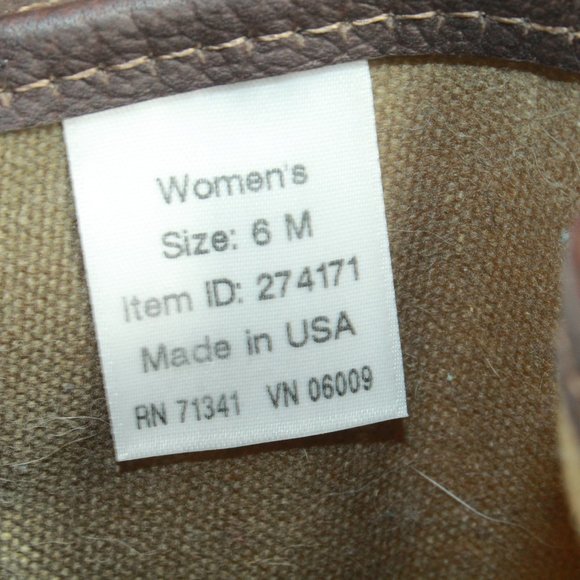 Women's
Size: 6 M
Item ID: 274171
Made in USA
RN 71341 VN 06009